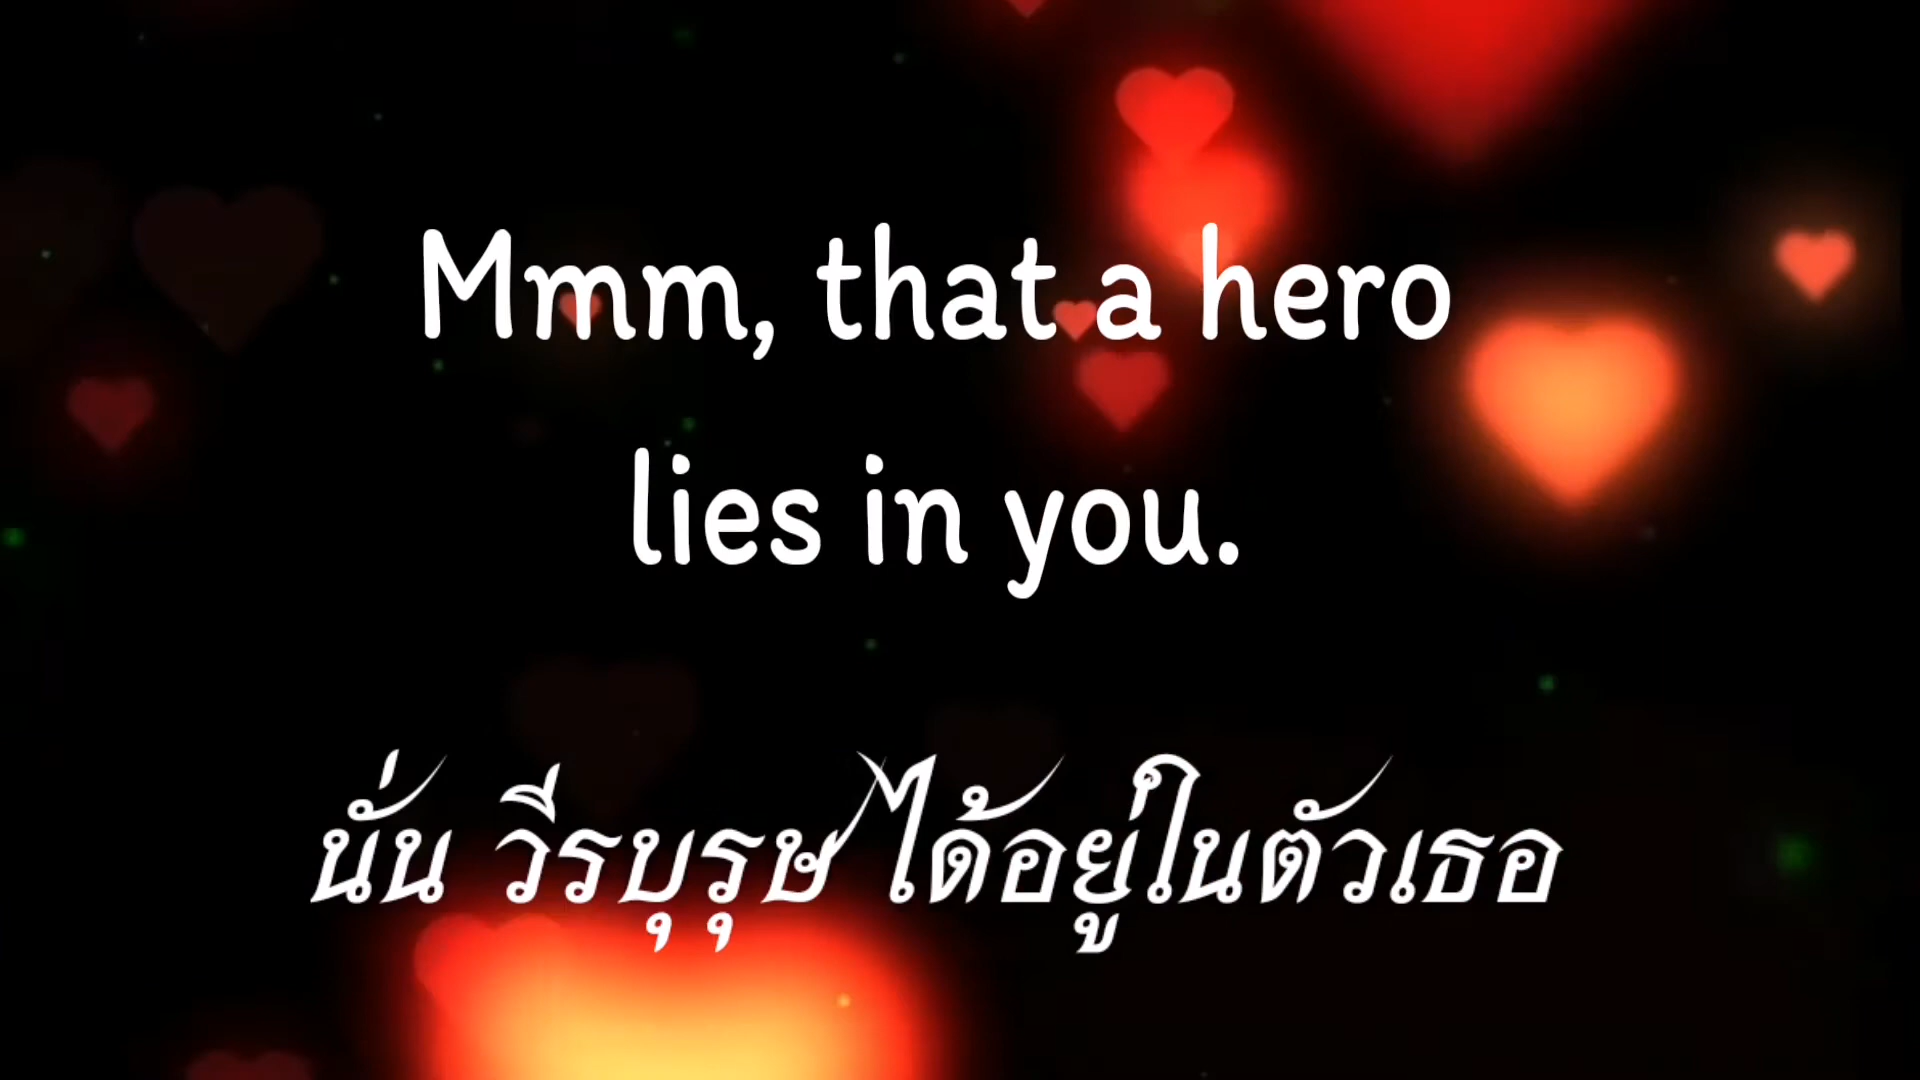 Mmm, that a hero
lies in you.
นั่น วีรบุรุษ ได้อยู่ในตัวเธอ